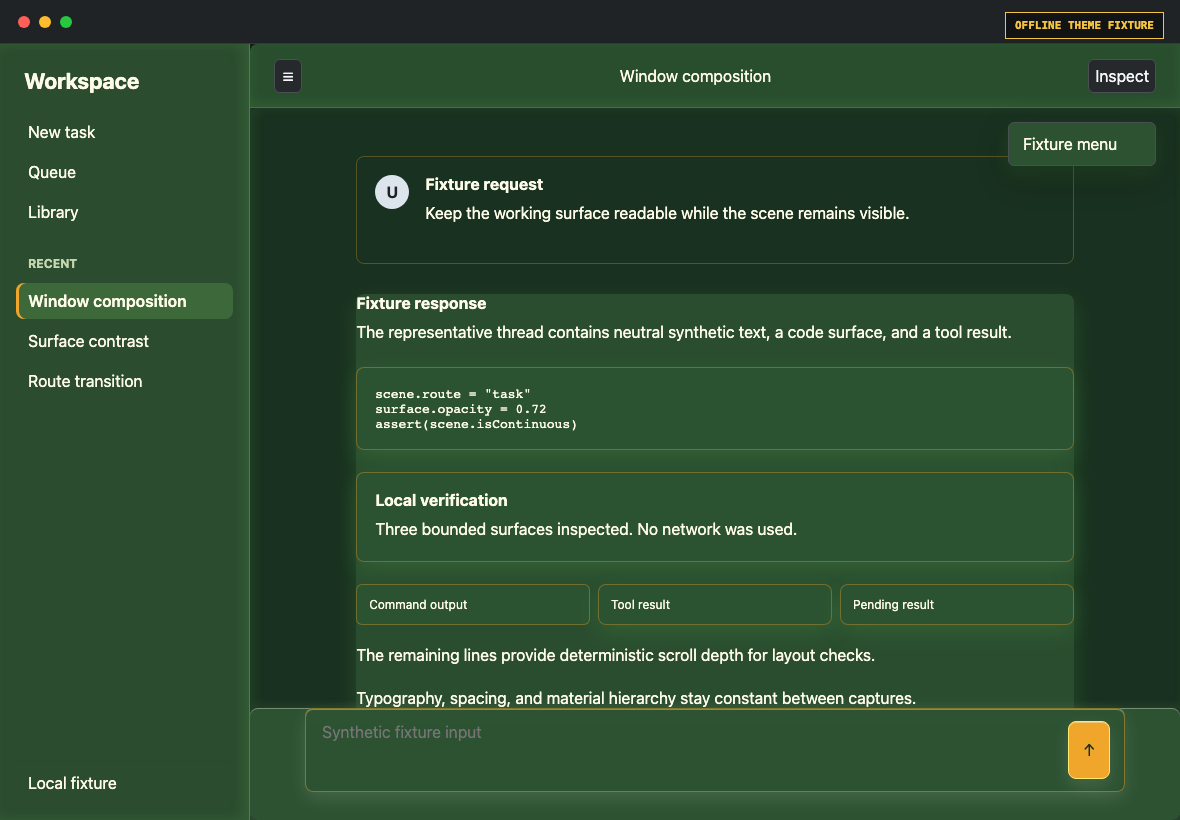 OFFLINE THEME FIXTURE
Workspace
New task
Queue
Library
RECENT
Window composition
Surface contrast
Route transition
Local fixture
Window composition
Inspect
Fixture menu
U
Fixture request
Keep the working surface readable while the scene remains visible.
Fixture response
The representative thread contains neutral synthetic text, a code surface, and a tool result.
scene.route = "task"
surface.opacity = 0.72
assert(scene.isContinuous)
Local verification
Three bounded surfaces inspected. No network was used.
Command output
Tool result
Pending result
The remaining lines provide deterministic scroll depth for layout checks.
Typography, spacing, and material hierarchy stay constant between captures.
Synthetic fixture input